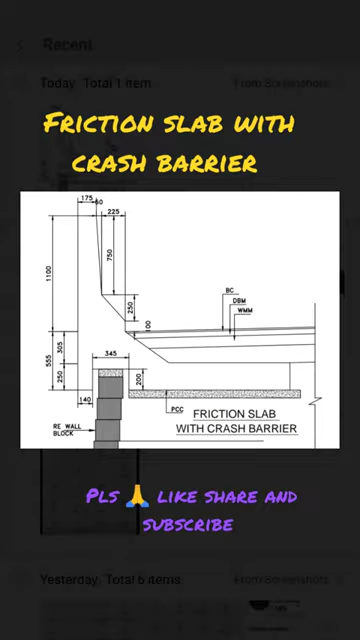 Recent
Today Total 1 item From Screenshots
FRICTION SLAB WITH
CRASH BARRIER
175
60
225
1100
750
250
100
BC
DBM
WMM
555
305
250
345
200
140
PCC
RE WALL
BLOCK
FRICTION SLAB
WITH CRASH BARRIER
PLS 🙏 LIKE SHARE AND
SUBSCRIBE
Yesterday Total 6 items From Screenshots